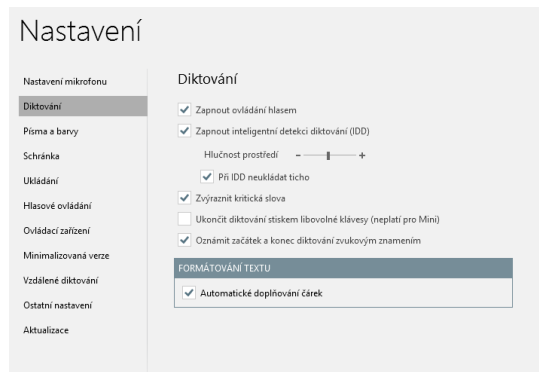 Nastavení
Nastavení mikrofonu
Diktování
Písma a barvy
Schránka
Ukládání
Hlasové ovládání
Ovládací zařízení
Minimalizovaná verze
Vzdálené diktování
Ostatní nastavení
Aktualizace
Diktování
Zapnout ovládání hlasem
Zapnout inteligentní detekci diktování (IDD)
Hlučnost prostředí - +
Při IDD neukládat ticho
Zvýraznit kritická slova
Ukončit diktování stiskem libovolné klávesy (neplatí pro Mini)
Oznámit začátek a konec diktování zvukovým znamením
FORMÁTOVÁNÍ TEXTU
Automatické doplňování čárek